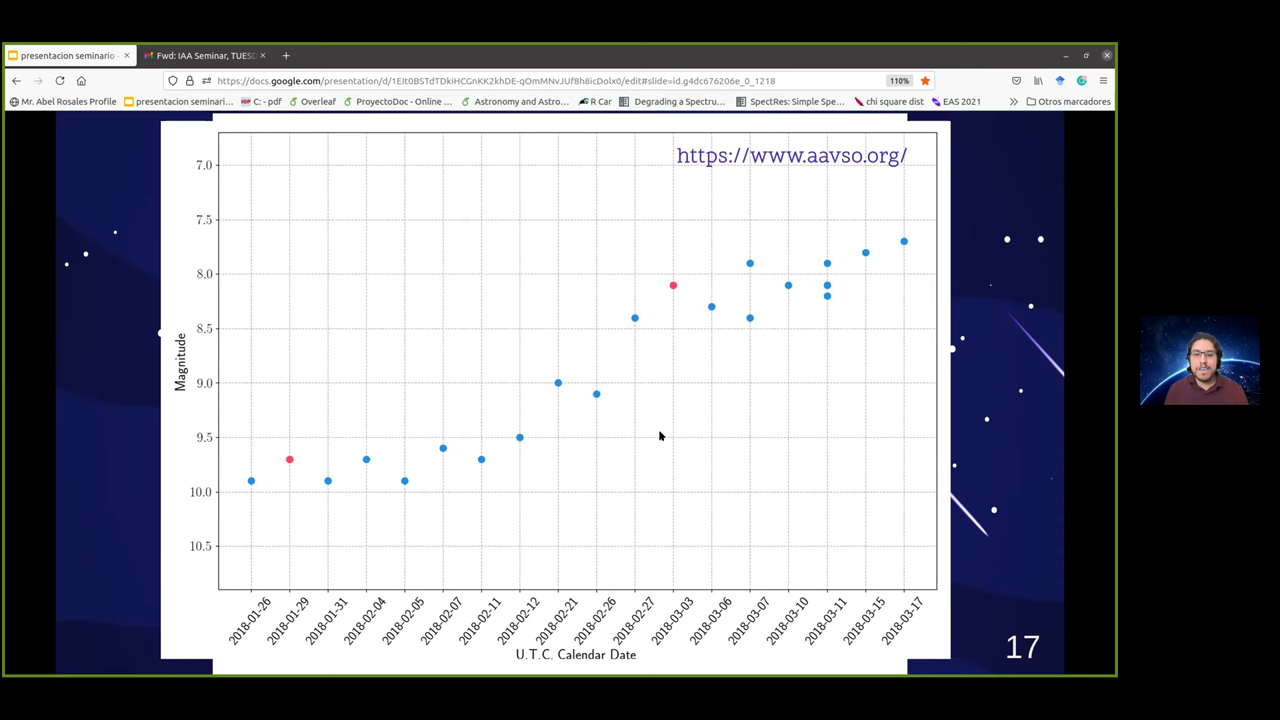 presentacion seminario
Fwd: IAA Seminar, TUESD
https://docs.google.com/presentation/d/1EIt0BSTdTDkiHCGnKK2khDE-qOmMNvJUf8h8icDolx0/edit#slide=id.g4dc676206e_0_1218
110%
Mr. Abel Rosales Profile
presentacion seminari...
C: - pdf
Overleaf
ProyectoDoc - Online ...
Astronomy and Astro...
R Car
Degrading a Spectru...
SpectRes: Simple Spe...
chi square dist
EAS 2021
Otros marcadores
https://www.aavso.org/
7.0
7.5
8.0
8.5
9.0
9.5
10.0
10.5
Magnitude
2018-01-26
2018-01-29
2018-01-31
2018-02-04
2018-02-05
2018-02-07
2018-02-11
2018-02-12
2018-02-21
2018-02-26
2018-02-27
2018-03-03
2018-03-06
2018-03-07
2018-03-10
2018-03-11
2018-03-15
2018-03-17
U.T.C. Calendar Date
17